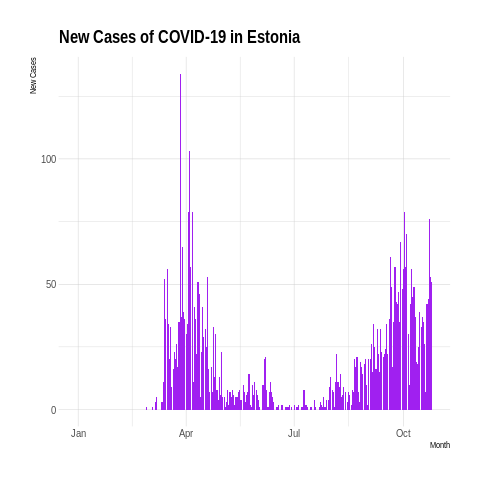 New Cases of COVID-19 in Estonia
New Cases
100
50
0
Jan Apr Jul Oct
Month